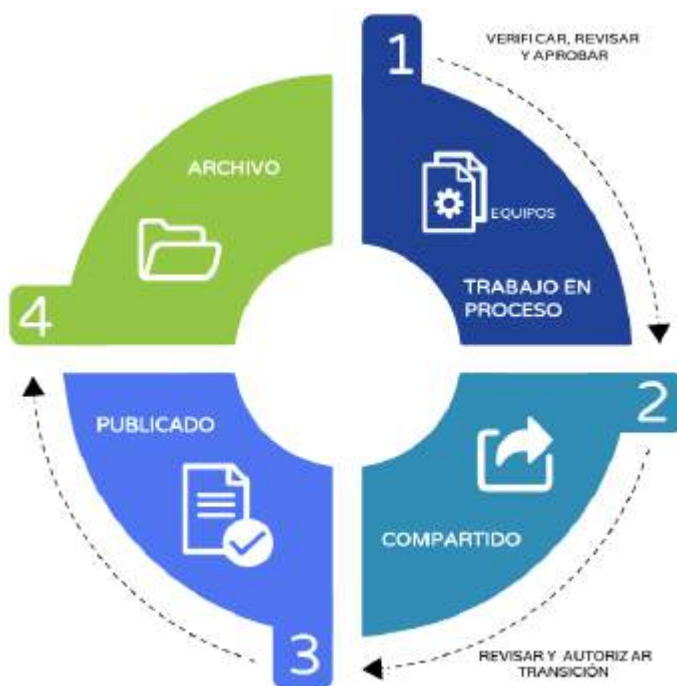 1
VERIFICAR, REVISAR
Y APROBAR
EQUIPOS
TRABAJO EN
PROCESO
2
COMPARTIDO
REVISAR Y AUTORIZAR
TRANSICIÓN
3
PUBLICADO
4
ARCHIVO